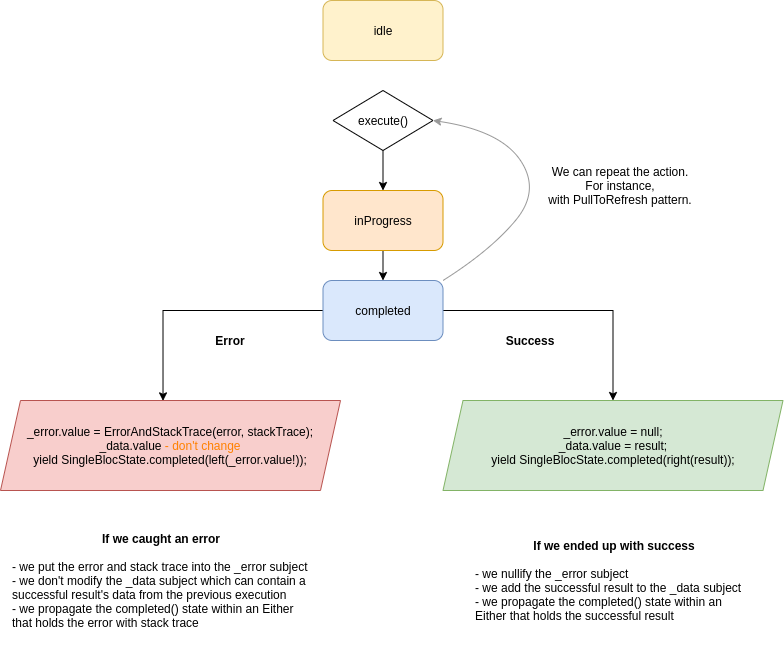 idle
execute()
We can repeat the action.
For instance,
with PullToRefresh pattern.
inProgress
completed
Error
Success
_error.value = ErrorAndStackTrace(error, stackTrace);
_data.value - don't change
yield SingleBlocState.completed(left(_error.value!));
_error.value = null;
_data.value = result;
yield SingleBlocState.completed(right(result));
If we caught an error
- we put the error and stack trace into the _error subject
- we don't modify the _data subject which can contain a
successful result's data from the previous execution
- we propagate the completed() state within an Either
that holds the error with stack trace
If we ended up with success
- we nullify the _error subject
- we add the successful result to the _data subject
- we propagate the completed() state within an
Either that holds the successful result